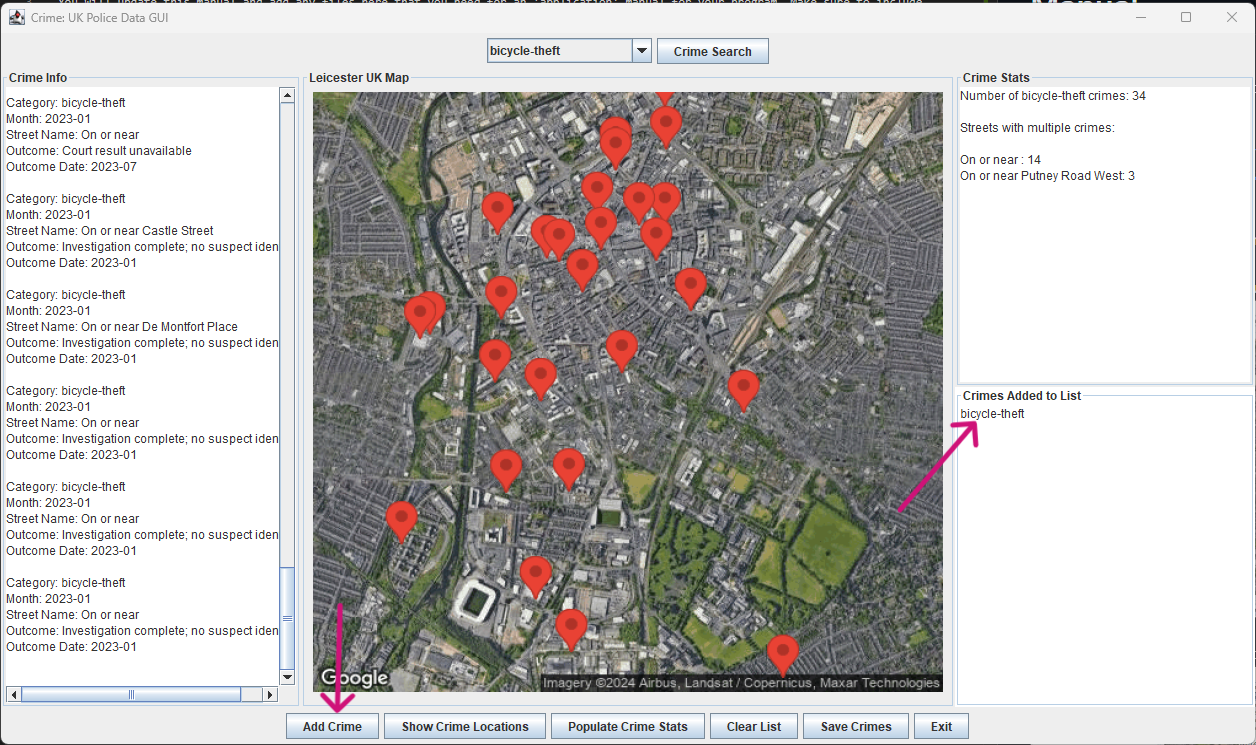 Crime: UK Police Data GUI
bicycle-theft
Crime Search
Crime Info
Category: bicycle-theft
Month: 2023-01
Street Name: On or near
Outcome: Court result unavailable
Outcome Date: 2023-07
Category: bicycle-theft
Month: 2023-01
Street Name: On or near Castle Street
Outcome: Investigation complete; no suspect iden
Outcome Date: 2023-01
Category: bicycle-theft
Month: 2023-01
Street Name: On or near De Montfort Place
Outcome: Investigation complete; no suspect iden
Outcome Date: 2023-01
Category: bicycle-theft
Month: 2023-01
Street Name: On or near
Outcome: Investigation complete; no suspect iden
Outcome Date: 2023-01
Category: bicycle-theft
Month: 2023-01
Street Name: On or near
Outcome: Investigation complete; no suspect iden
Outcome Date: 2023-01
Category: bicycle-theft
Month: 2023-01
Street Name: On or near
Outcome: Investigation complete; no suspect iden
Outcome Date: 2023-01
Leicester UK Map
Google
Imagery ©2024 Airbus, Landsat / Copernicus, Maxar Technologies
Crime Stats
Number of bicycle-theft crimes: 34
Streets with multiple crimes:
On or near : 14
On or near Putney Road West: 3
Crimes Added to List
bicycle-theft
Add Crime
Show Crime Locations
Populate Crime Stats
Clear List
Save Crimes
Exit